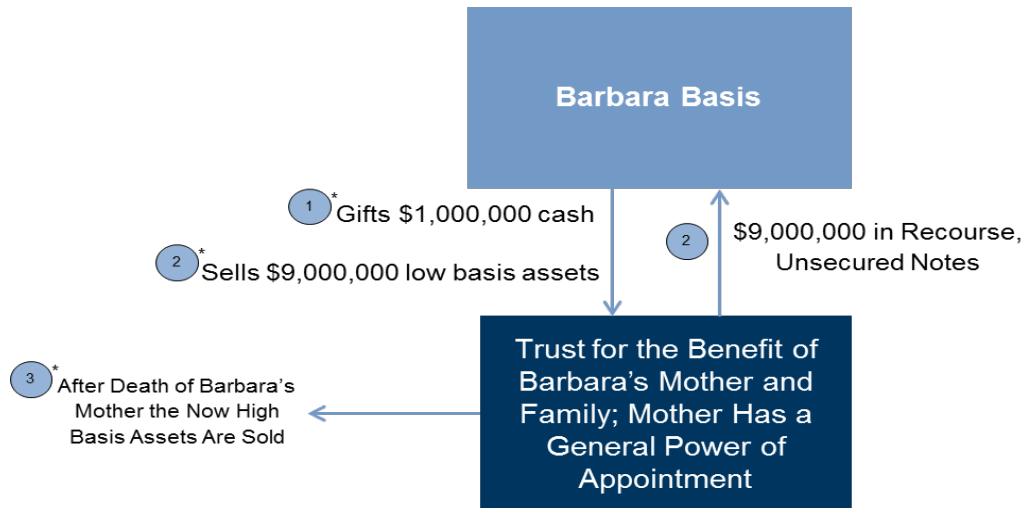 Barbara Basis
1
*
Gifts $1,000,000 cash
2
*
Sells $9,000,000 low basis assets
2
$9,000,000 in Recourse,
Unsecured Notes
Trust for the Benefit of
Barbara’s Mother and
Family; Mother Has a
General Power of
Appointment
3
*
After Death of Barbara’s
Mother the Now High
Basis Assets Are Sold